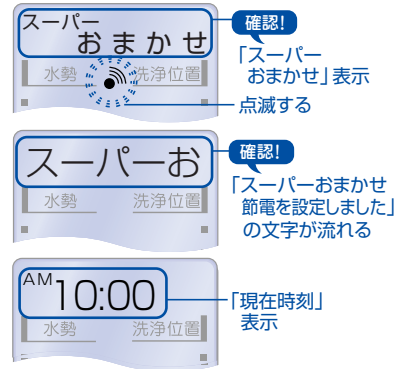 スーパー
おまかせ
水勢
洗浄位置
確認!
「スーパー
おまかせ」表示
点滅する
スーパーお
水勢
洗浄位置
確認!
「スーパーおまかせ
節電を設定しました」
の文字が流れる
AM10:00
水勢
洗浄位置
「現在時刻」
表示